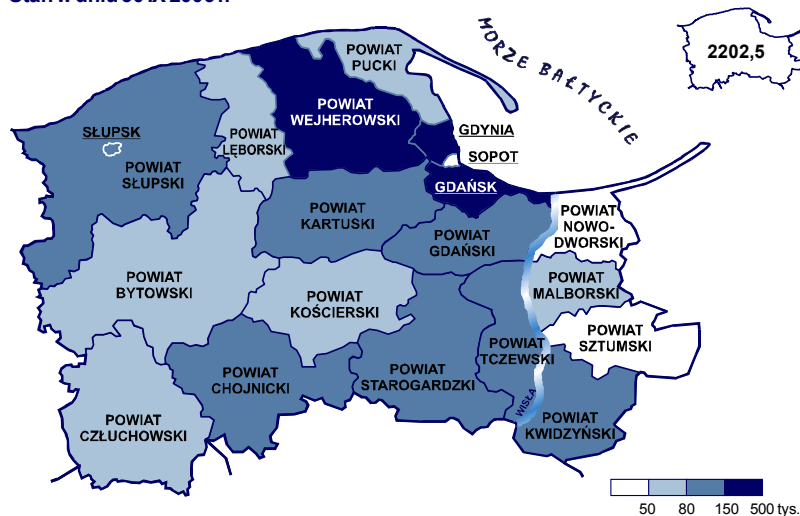 MORZE BAŁTYCKIE
2202,5
POWIAT
PUCKI
POWIAT
WEJHEROWSKI
SŁUPSK
GDYNIA
POWIAT
LĘBORSKI
SOPOT
POWIAT
SŁUPSKI
GDAŃSK
POWIAT
KARTUSKI
POWIAT
NOWO-
DWORSKI
POWIAT
GDAŃSKI
POWIAT
BYTOWSKI
POWIAT
MALBORSKI
POWIAT
KOŚCIERSKI
POWIAT
SZTUMSKI
POWIAT
TCZEWSKI
POWIAT
CHOJNICKI
POWIAT
STAROGARDZKI
WISŁA
POWIAT
CZŁUCHOWSKI
POWIAT
KWIDZYŃSKI
50 80 150 500 tys.